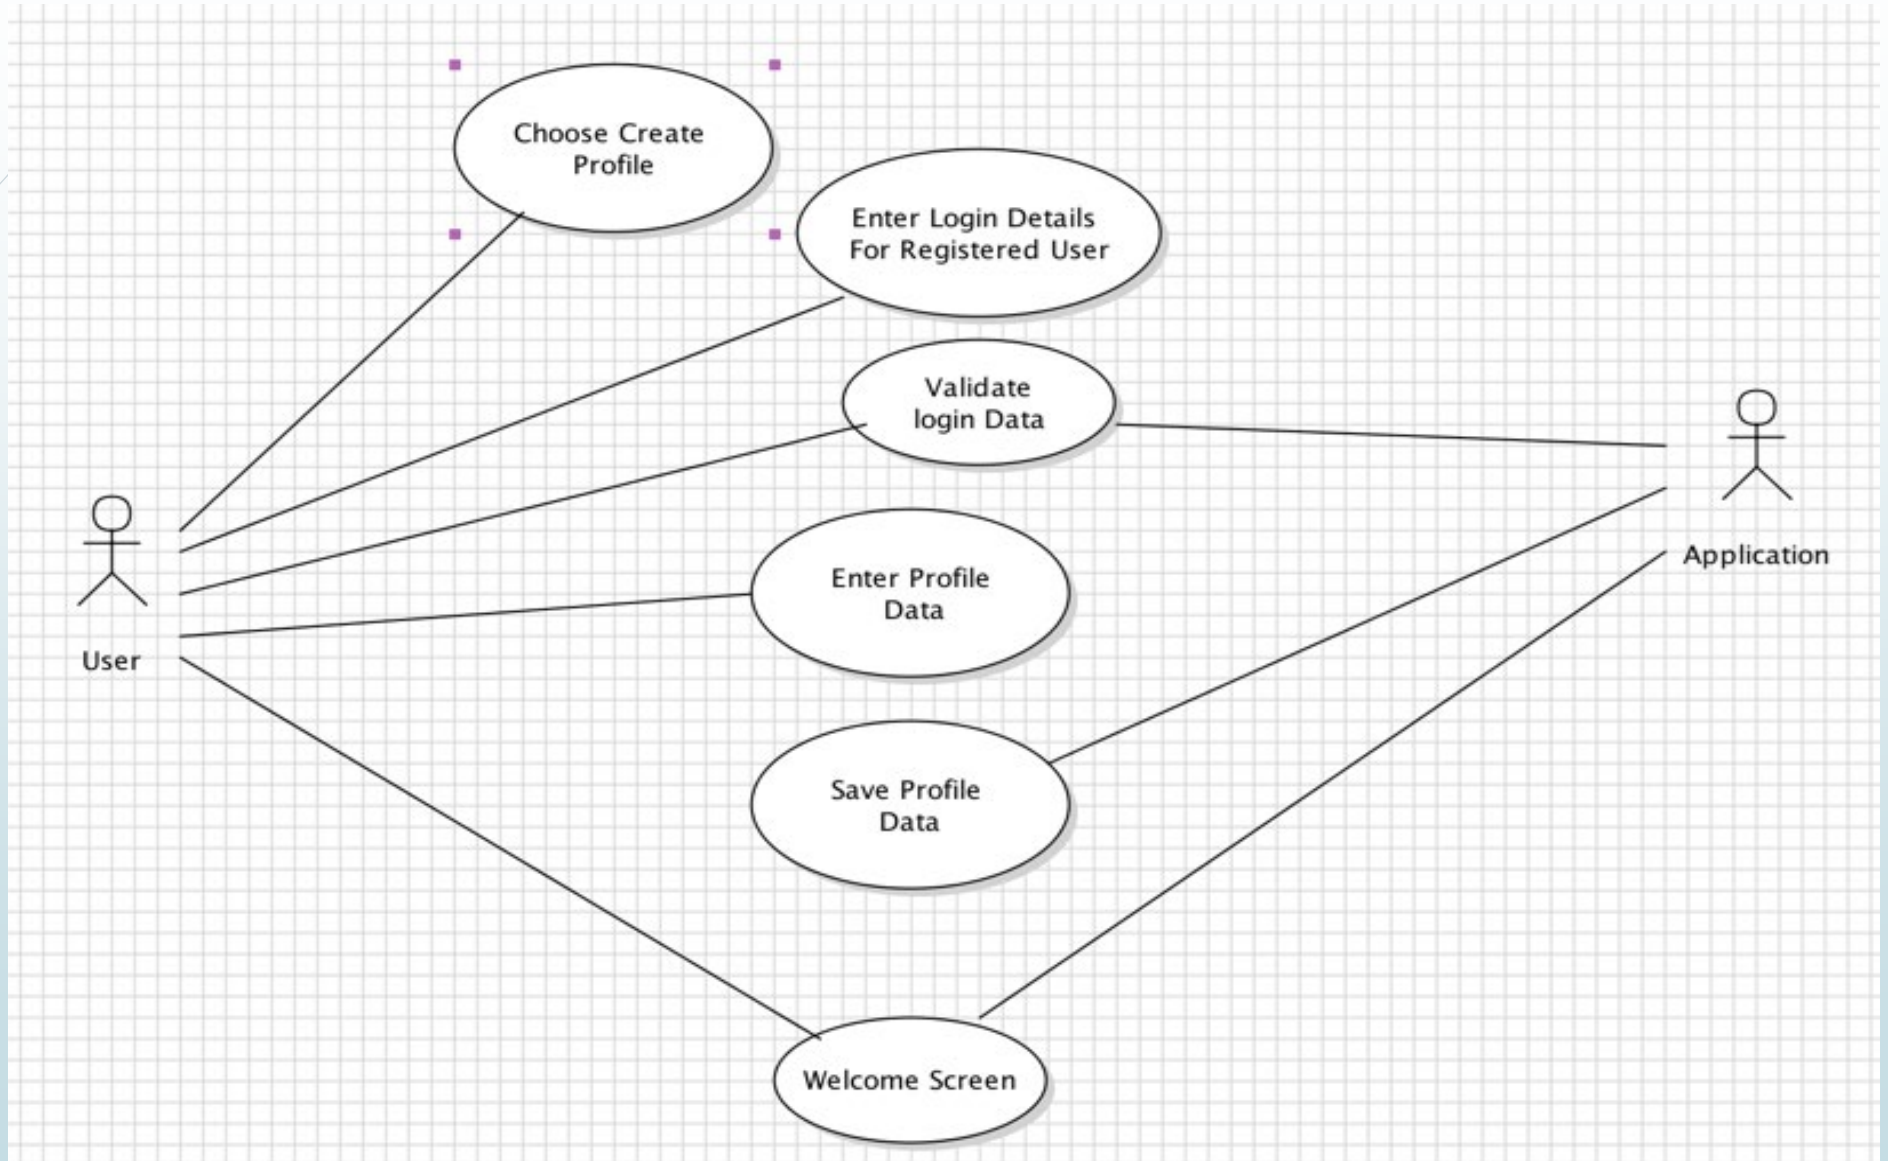 Choose Create
Profile
Enter Login Details
For Registered User
Validate
login Data
Application
Enter Profile
Data
User
Save Profile
Data
Welcome Screen